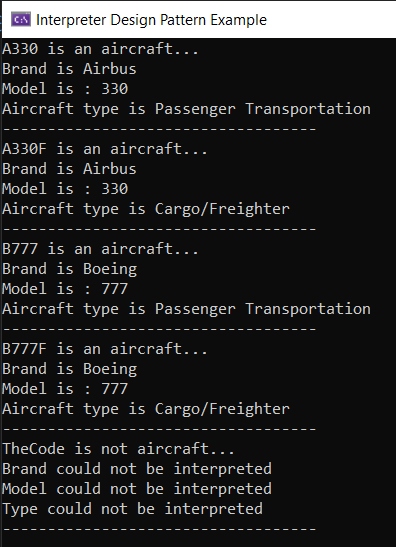 Interpreter Design Pattern Example
A330 is an aircraft...
Brand is Airbus
Model is : 330
Aircraft type is Passenger Transportation
-----------------------------------
A330F is an aircraft...
Brand is Airbus
Model is : 330
Aircraft type is Cargo/Freighter
-----------------------------------
B777 is an aircraft...
Brand is Boeing
Model is : 777
Aircraft type is Passenger Transportation
-----------------------------------
B777F is an aircraft...
Brand is Boeing
Model is : 777
Aircraft type is Cargo/Freighter
-----------------------------------
TheCode is not aircraft...
Brand could not be interpreted
Model could not be interpreted
Type could not be interpreted
-----------------------------------